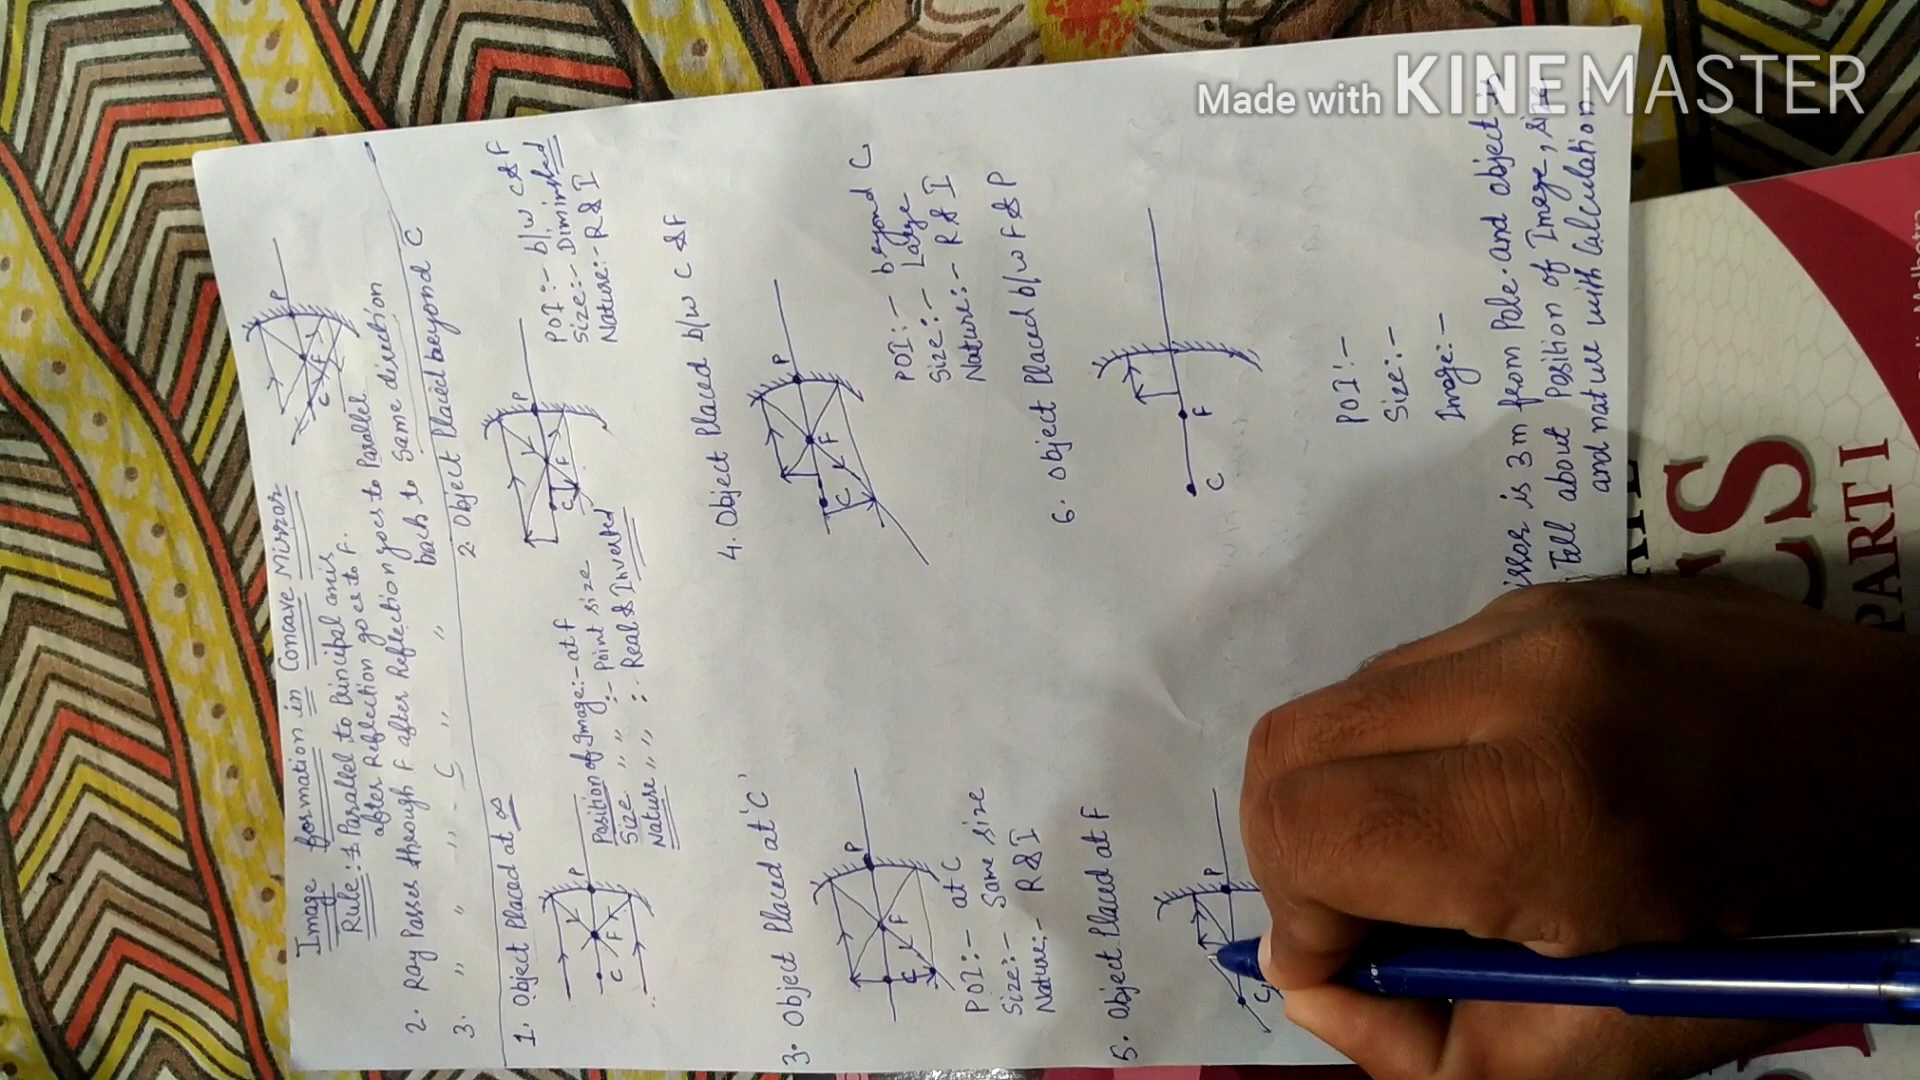 Made with KINEMASTER
Image formation in Concave Mirror
Rule:- 1 Parallel to Principal axis
after Reflection goes to F.
2. Ray Passes through F after Reflection goes to Parallel
3. " " " - C " " back to Same direction
1. Object Placed at ∞
C F P
Position of Image:- at F
Size " " :- Point size
Nature " " : Real & Inverted
2. Object Placed beyond C
C F P
POI:- b/w C & F
Size:- Diminished
Nature:- R & I
3. Object Placed at 'C'
C F P
POI:- at C
Size:- Same size
Nature:- R & I
4. Object Placed b/w C & F
C F P
POI:- beyond C
Size:- Large
Nature:- R & I
5. Object Placed at F
C P
6. Object Placed b/w F & P
C F
POI:-
Size:-
Image:-
is 3m from Pole and object
Tell about Position of Image, size
and nature with Calculation
CS
PART I